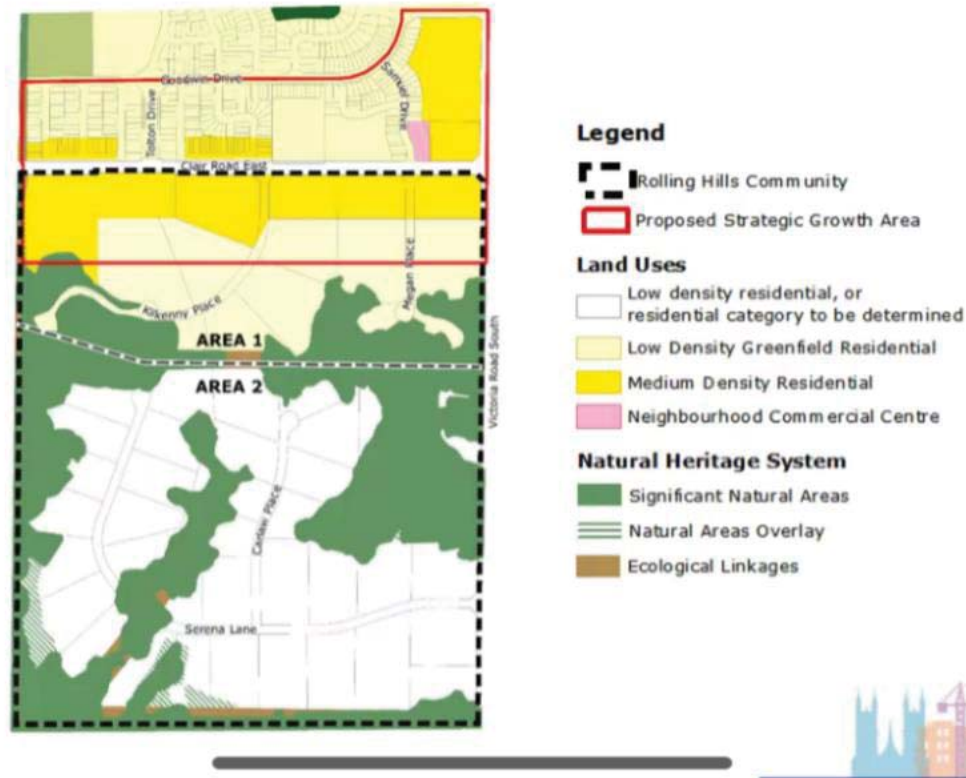 Goodwin Drive
Samuel Drive
Tolton Drive
Clair Road East
Kilkenny Place
Megan Place
AREA 1
AREA 2
Victoria Road South
Carlaw Place
Serena Lane
Legend
Rolling Hills Community
Proposed Strategic Growth Area
Land Uses
Low density residential, or
residential category to be determined
Low Density Greenfield Residential
Medium Density Residential
Neighbourhood Commercial Centre
Natural Heritage System
Significant Natural Areas
Natural Areas Overlay
Ecological Linkages